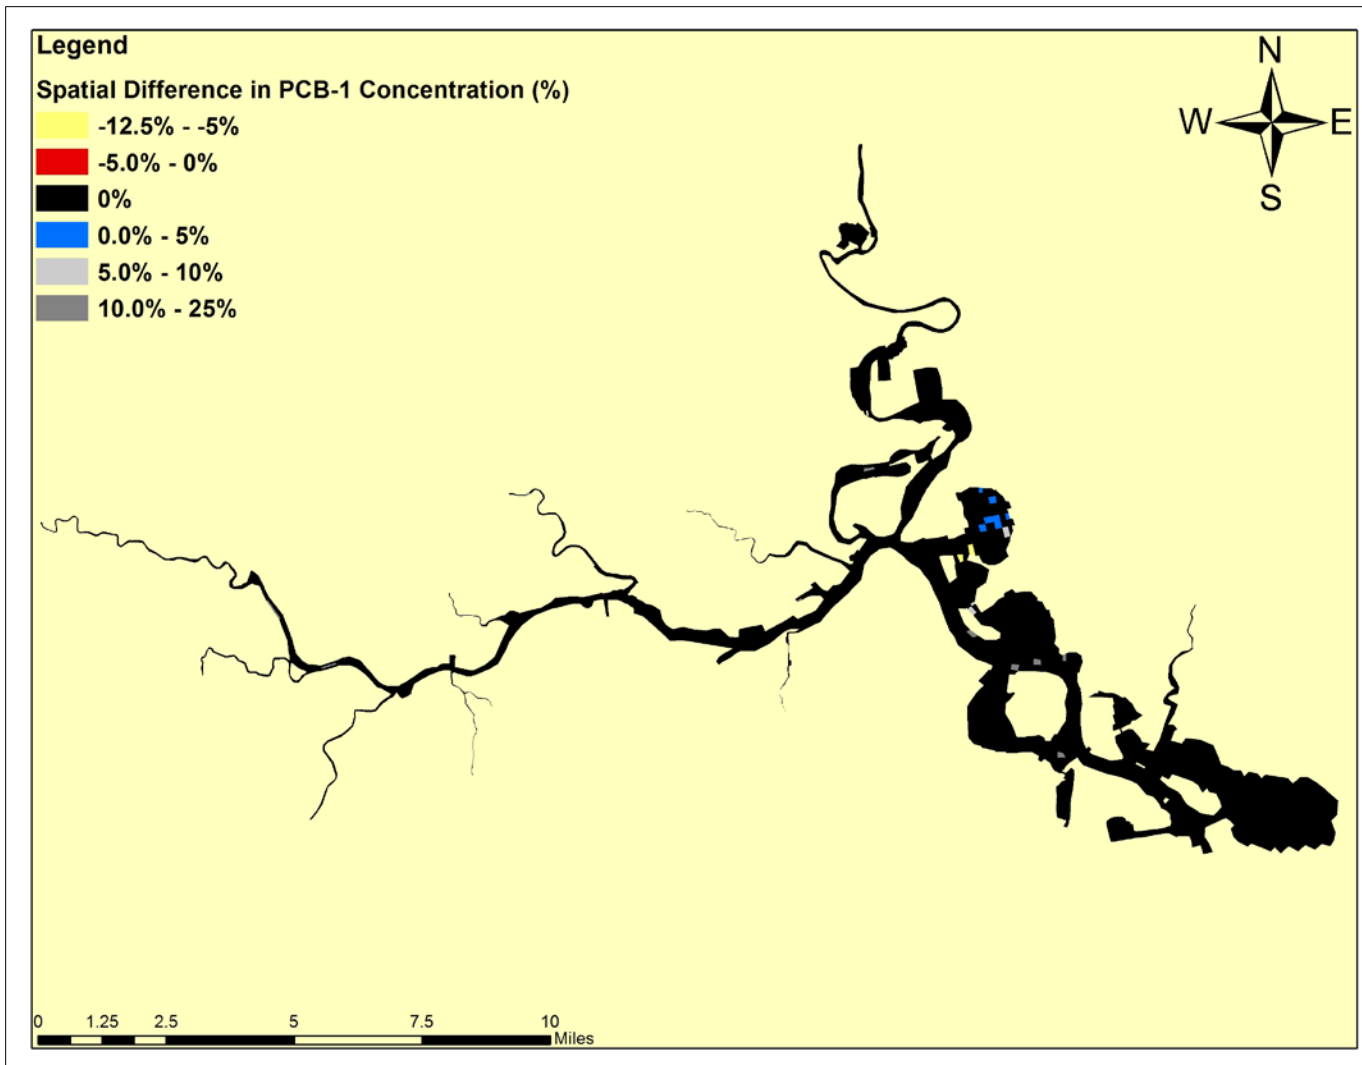 Legend
Spatial Difference in PCB-1 Concentration (%)
-12.5% - -5%
-5.0% - 0%
0%
0.0% - 5%
5.0% - 10%
10.0% - 25%
N
W E
S
0 1.25 2.5 5 7.5 10
Miles